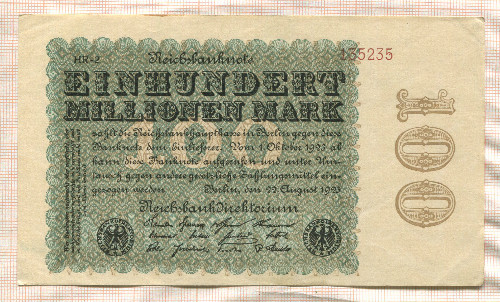 HR-2 Reichsbanknote 135235
EINHUNDERT
MILLIONEN MARK
zahlt die Reichsbankhauptkasse in Berlin gegen diese
Banknote dem Einlieferer. Vom 1. Oktober 1923 ab
kann diese Banknote aufgerufen und unter Um-
tausch gegen andere gesetzliche Zahlungsmittel ein-
gezogen werden. Berlin, den 22. August 1923
Reichsbankdirektorium
100